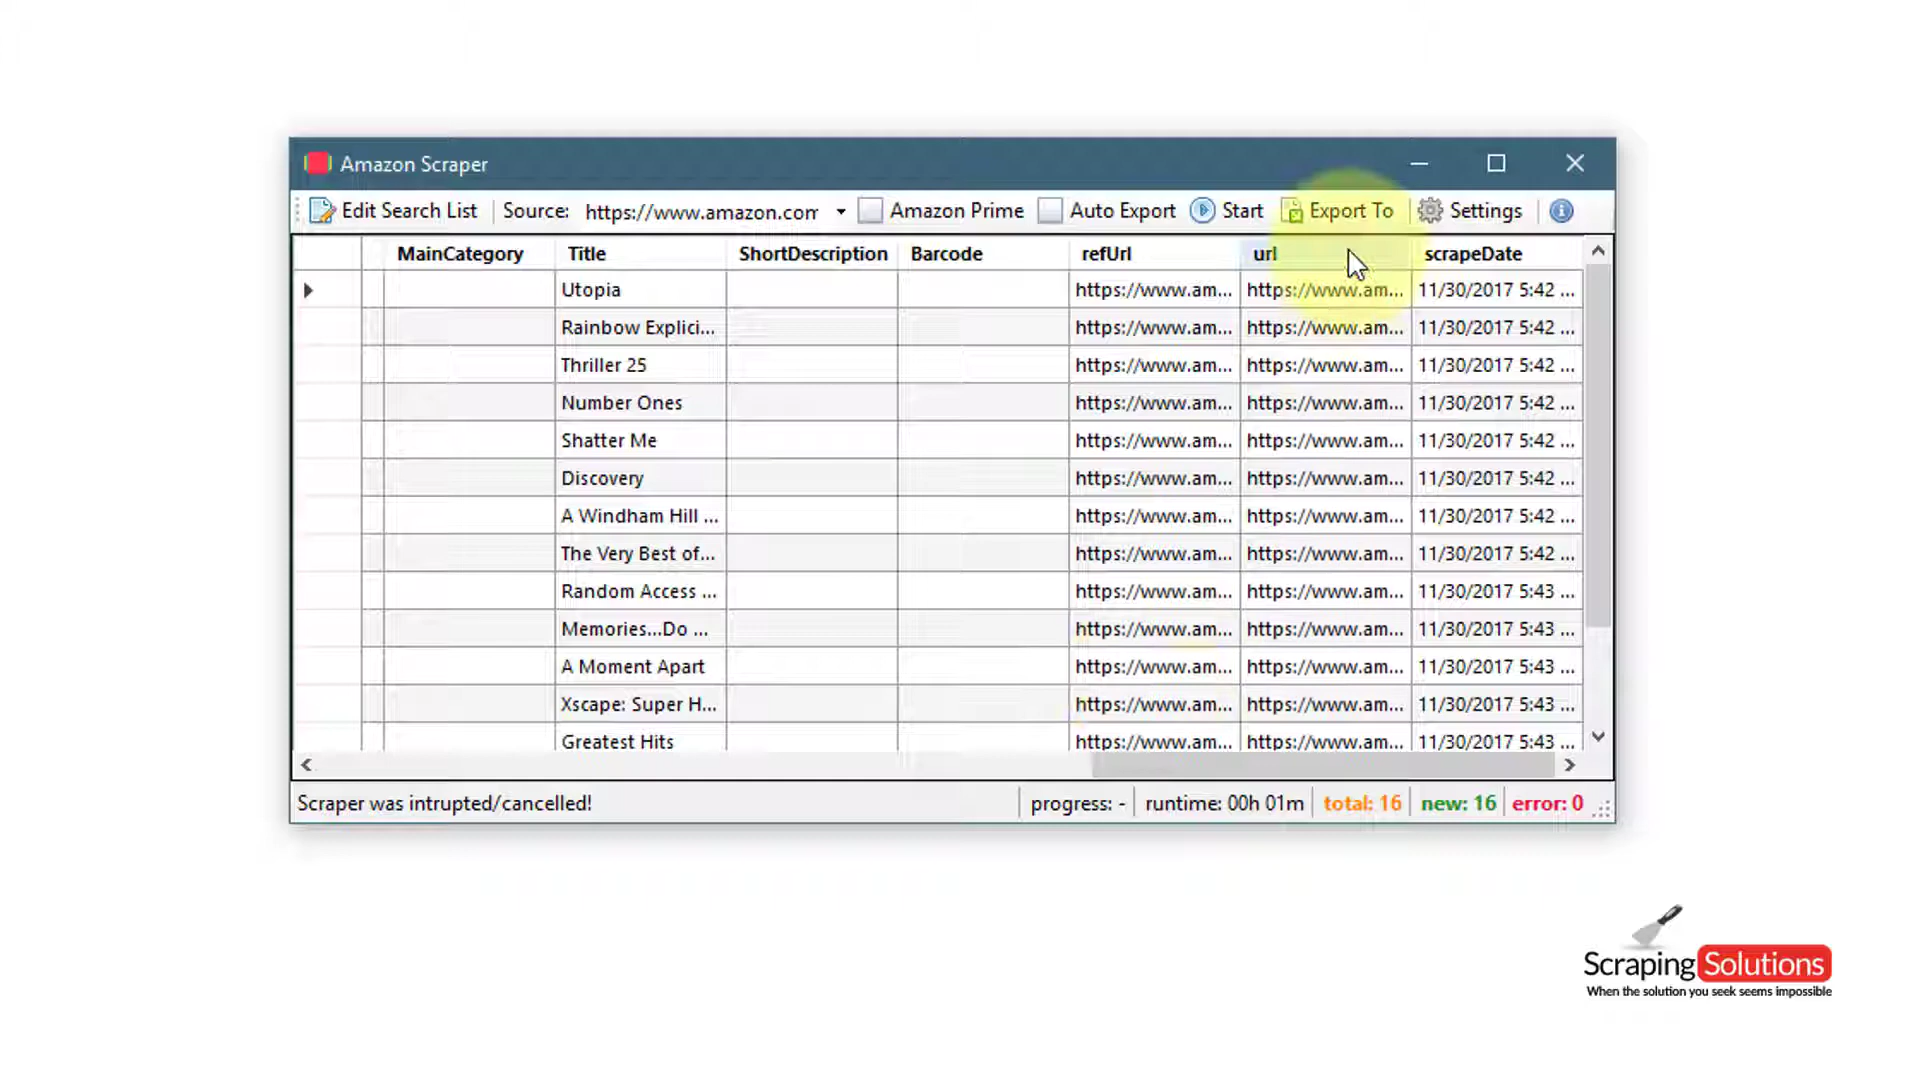 Amazon Scraper
Edit Search List Source: https://www.amazon.com Amazon Prime Auto Export Start Export To Settings
MainCategory Title ShortDescription Barcode refUrl url scrapeDate
Utopia https://www.am... https://www.am... 11/30/2017 5:42 ...
Rainbow Explici... https://www.am... https://www.am... 11/30/2017 5:42 ...
Thriller 25 https://www.am... https://www.am... 11/30/2017 5:42 ...
Number Ones https://www.am... https://www.am... 11/30/2017 5:42 ...
Shatter Me https://www.am... https://www.am... 11/30/2017 5:42 ...
Discovery https://www.am... https://www.am... 11/30/2017 5:42 ...
A Windham Hill ... https://www.am... https://www.am... 11/30/2017 5:42 ...
The Very Best of... https://www.am... https://www.am... 11/30/2017 5:42 ...
Random Access ... https://www.am... https://www.am... 11/30/2017 5:43 ...
Memories...Do ... https://www.am... https://www.am... 11/30/2017 5:43 ...
A Moment Apart https://www.am... https://www.am... 11/30/2017 5:43 ...
Xscape: Super H... https://www.am... https://www.am... 11/30/2017 5:43 ...
Greatest Hits https://www.am... https://www.am... 11/30/2017 5:43 ...
Scraper was intrupted/cancelled! progress: - runtime: 00h 01m total: 16 new: 16 error: 0
Scraping Solutions
When the solution you seek seems impossible